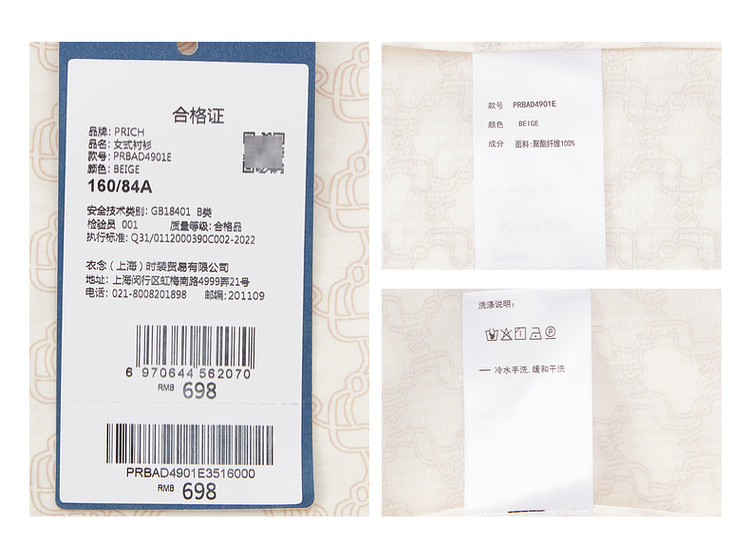 合格证
品牌: PRICH
品名: 女式衬衫
款号: PRBAD4901E
颜色: BEIGE
160/84A
安全技术类别: GB18401 B类
检验员 001 质量等级:合格品
执行标准: Q31/0112000390C002-2022
衣念(上海)时装贸易有限公司
地址: 上海闵行区虹梅南路4999弄21号
电话: 021-8008201898 邮编:201109
6 970644 562070
RMB 698
PRBAD4901E3516000
RMB 698
款号 PRBAD4901E
颜色 BEIGE
成分 面料:聚酯纤维100%
洗涤说明:
一 冷水手洗, 缓和干洗